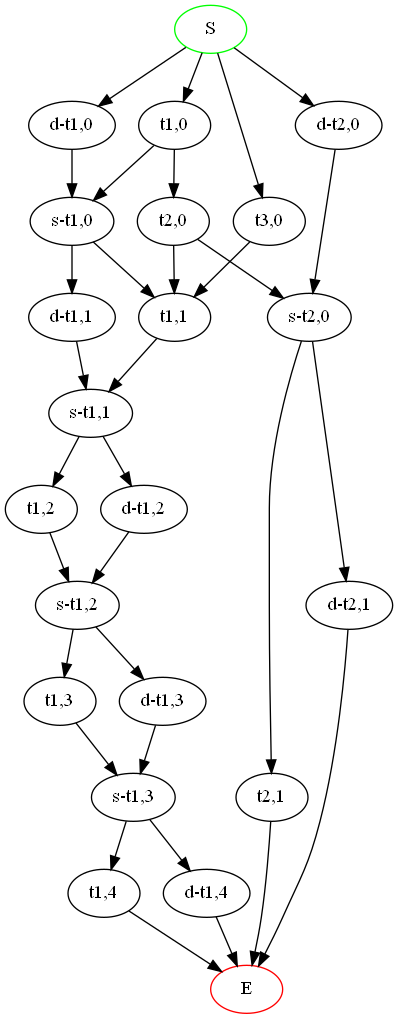 S
d-t1,0
t1,0
d-t2,0
s-t1,0
t2,0
t3,0
d-t1,1
t1,1
s-t2,0
s-t1,1
t1,2
d-t1,2
s-t1,2
d-t2,1
t1,3
d-t1,3
s-t1,3
t2,1
t1,4
d-t1,4
E